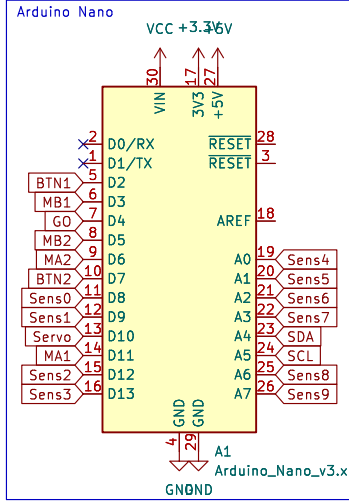 Arduino Nano
VCC +3.3V +5V
30 17 27
VIN 3V3 +5V
2 D0/RX RESET 28
1 D1/TX RESET 3
BTN1 5 D2
MB1 6 D3
GO 7 D4 AREF 18
MB2 8 D5
MA2 9 D6 A0 19 Sens4
BTN2 10 D7 A1 20 Sens5
Sens0 11 D8 A2 21 Sens6
Sens1 12 D9 A3 22 Sens7
Servo 13 D10 A4 23 SDA
MA1 14 D11 A5 24 SCL
Sens2 15 D12 A6 25 Sens8
Sens3 16 D13 A7 26 Sens9
GND GND
4 29
A1
Arduino_Nano_v3.x
GND GND